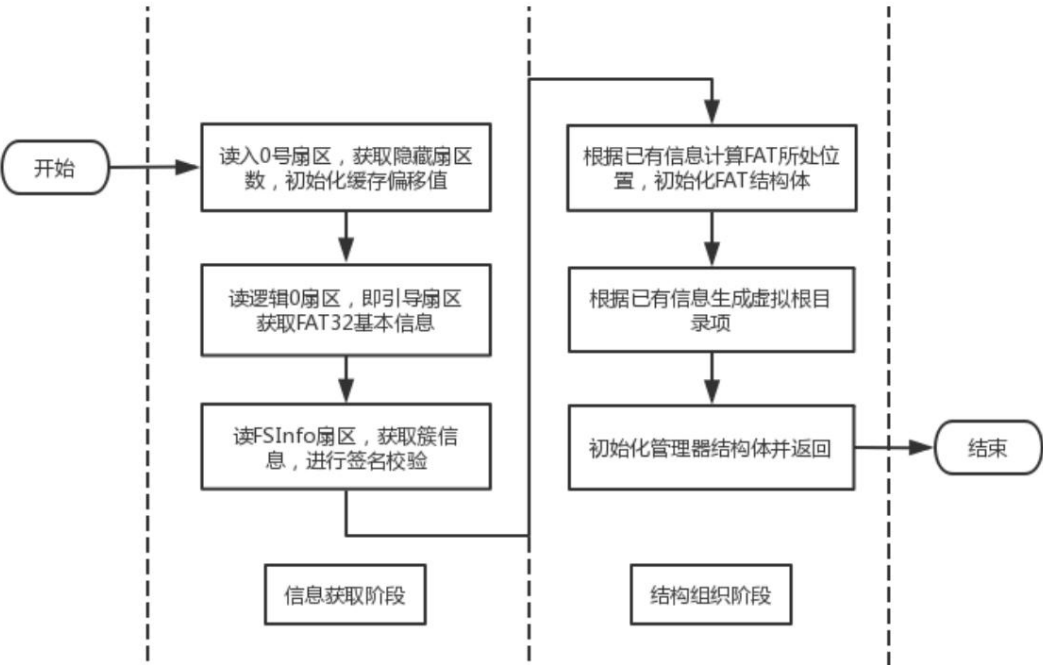 开始
读入0号扇区，获取隐藏扇区
数，初始化缓存偏移值
读逻辑0扇区，即引导扇区
获取FAT32基本信息
读FSInfo扇区，获取簇信
息，进行签名校验
信息获取阶段
根据已有信息计算FAT所处位
置，初始化FAT结构体
根据已有信息生成虚拟根目
录项
初始化管理器结构体并返回
结构组织阶段
结束